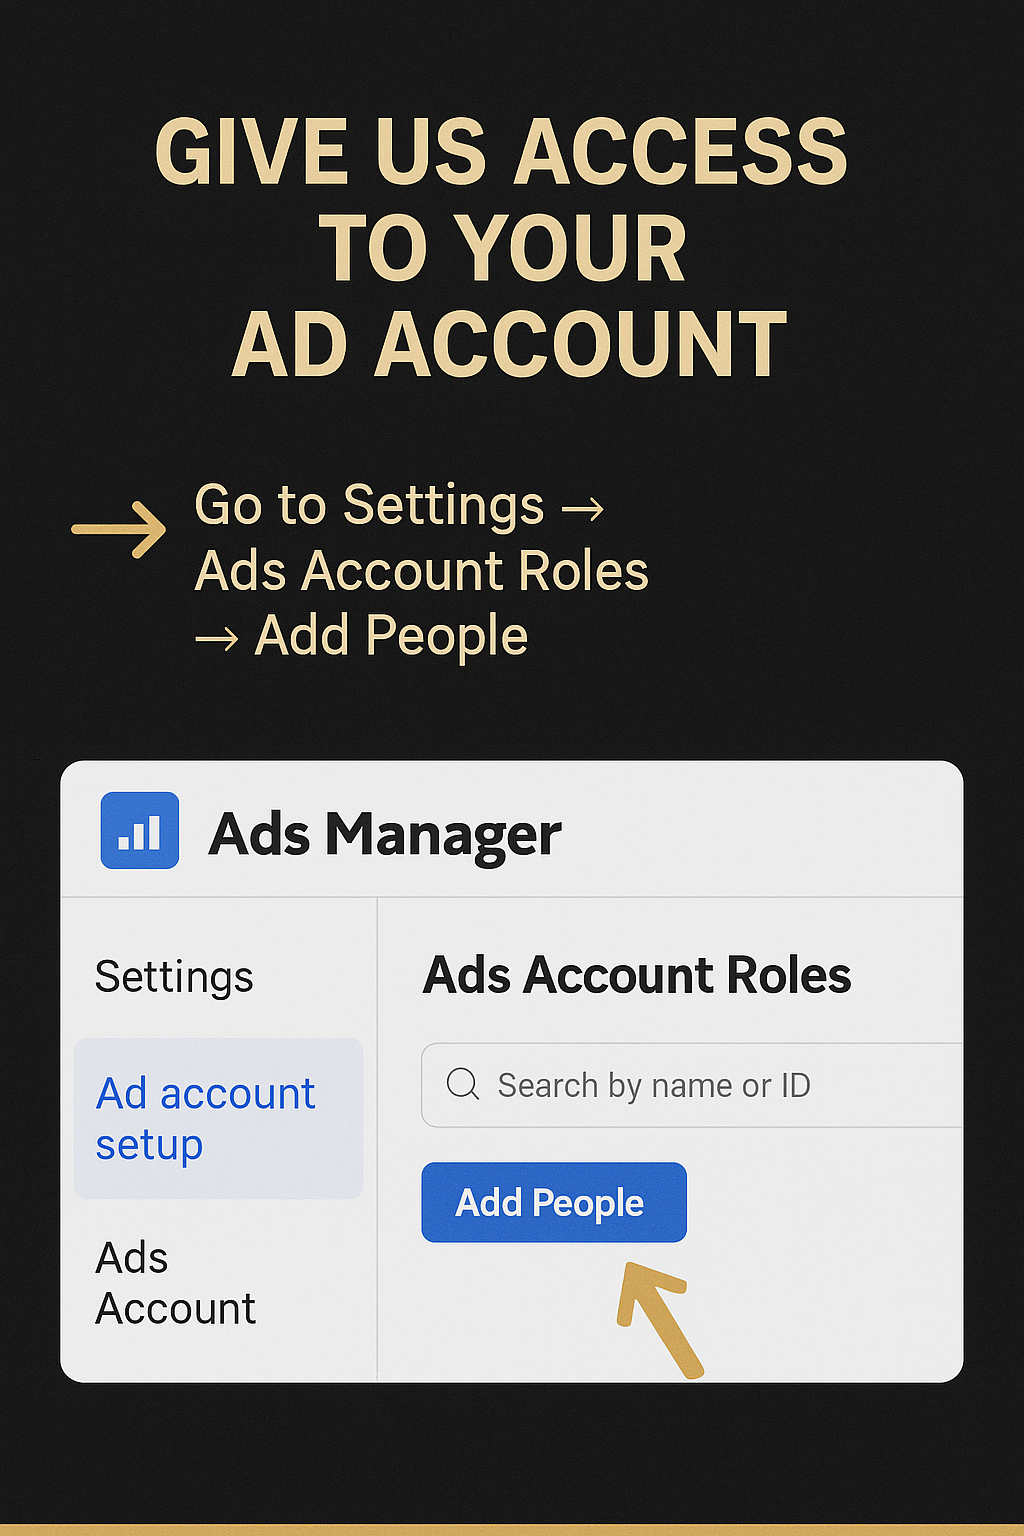 GIVE US ACCESS
TO YOUR
AD ACCOUNT
Go to Settings →
Ads Account Roles
→ Add People
Ads Manager
Settings
Ad account
setup
Ads
Account
Ads Account Roles
Search by name or ID
Add People